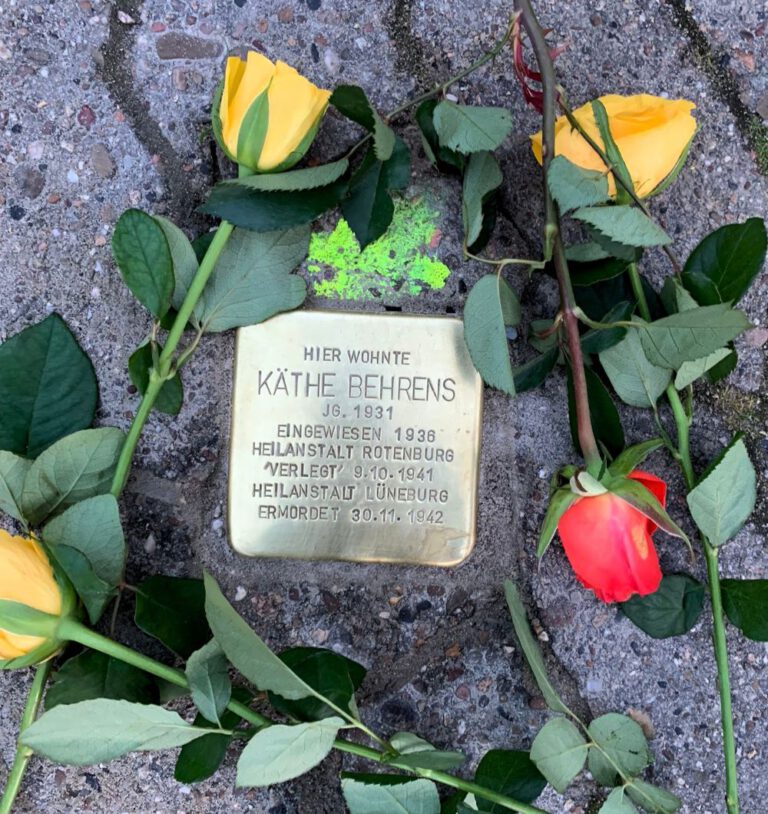 HIER WOHNTE
KÄTHE BEHRENS
JG. 1931
EINGEWIESEN 1936
HEILANSTALT ROTENBURG
'VERLEGT' 9.10.1941
HEILANSTALT LÜNEBURG
ERMORDET 30.11.1942